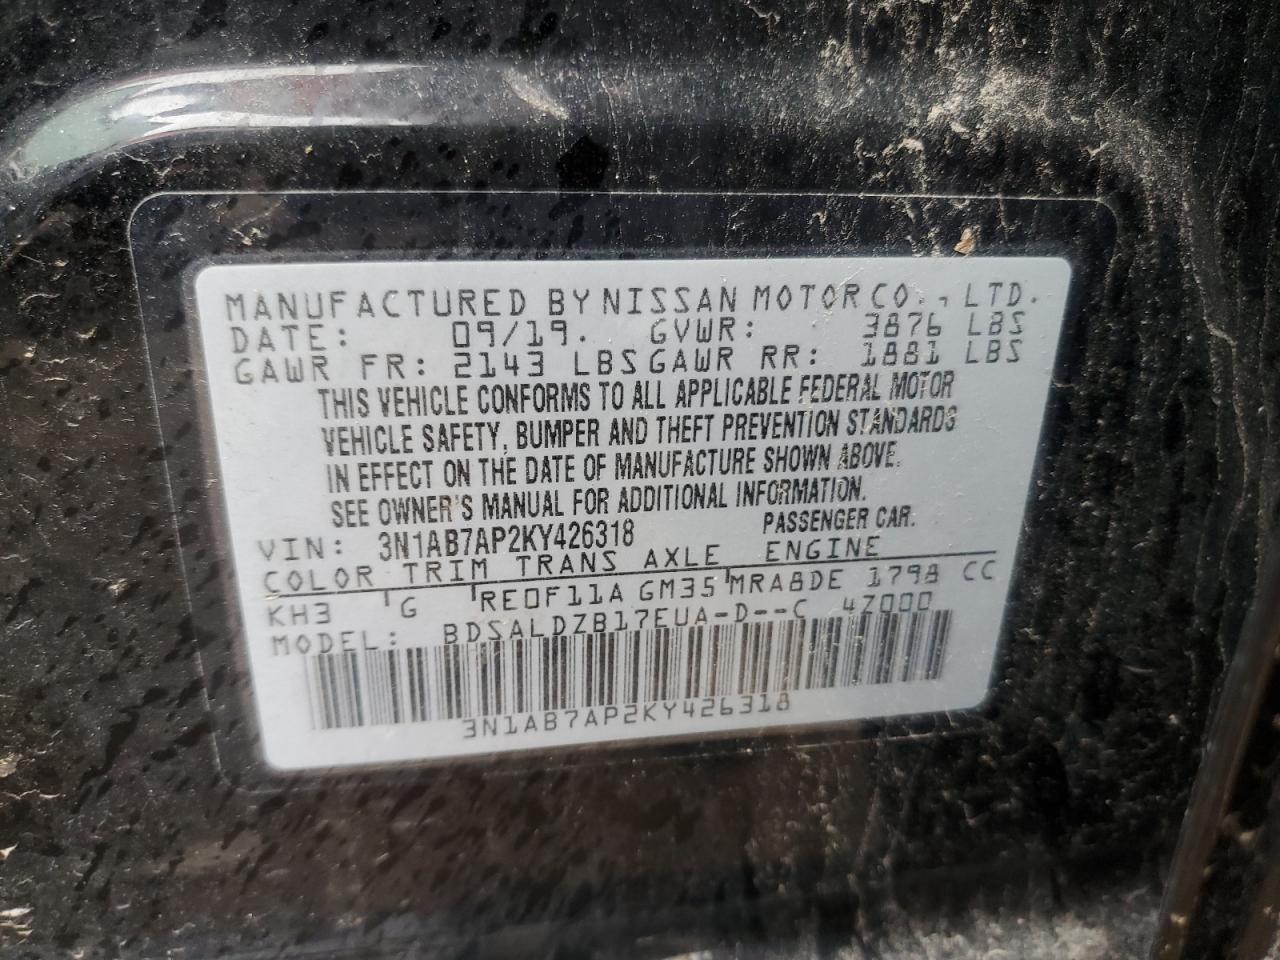 MANUFACTURED BY NISSAN MOTOR CO., LTD.
DATE: 09/19. GVWR: 3876 LBS
GAWR FR: 2143 LBS GAWR RR: 1881 LBS
THIS VEHICLE CONFORMS TO ALL APPLICABLE FEDERAL MOTOR
VEHICLE SAFETY, BUMPER AND THEFT PREVENTION STANDARDS
IN EFFECT ON THE DATE OF MANUFACTURE SHOWN ABOVE.
SEE OWNER'S MANUAL FOR ADDITIONAL INFORMATION.
VIN: 3N1AB7AP2KY426318 PASSENGER CAR.
COLOR TRIM TRANS AXLE ENGINE
KH3 G RE0F11A GM35 MRA8DE 1798 CC
MODEL: BDSALDZB17EUA-D--C 47000
3N1AB7AP2KY426318